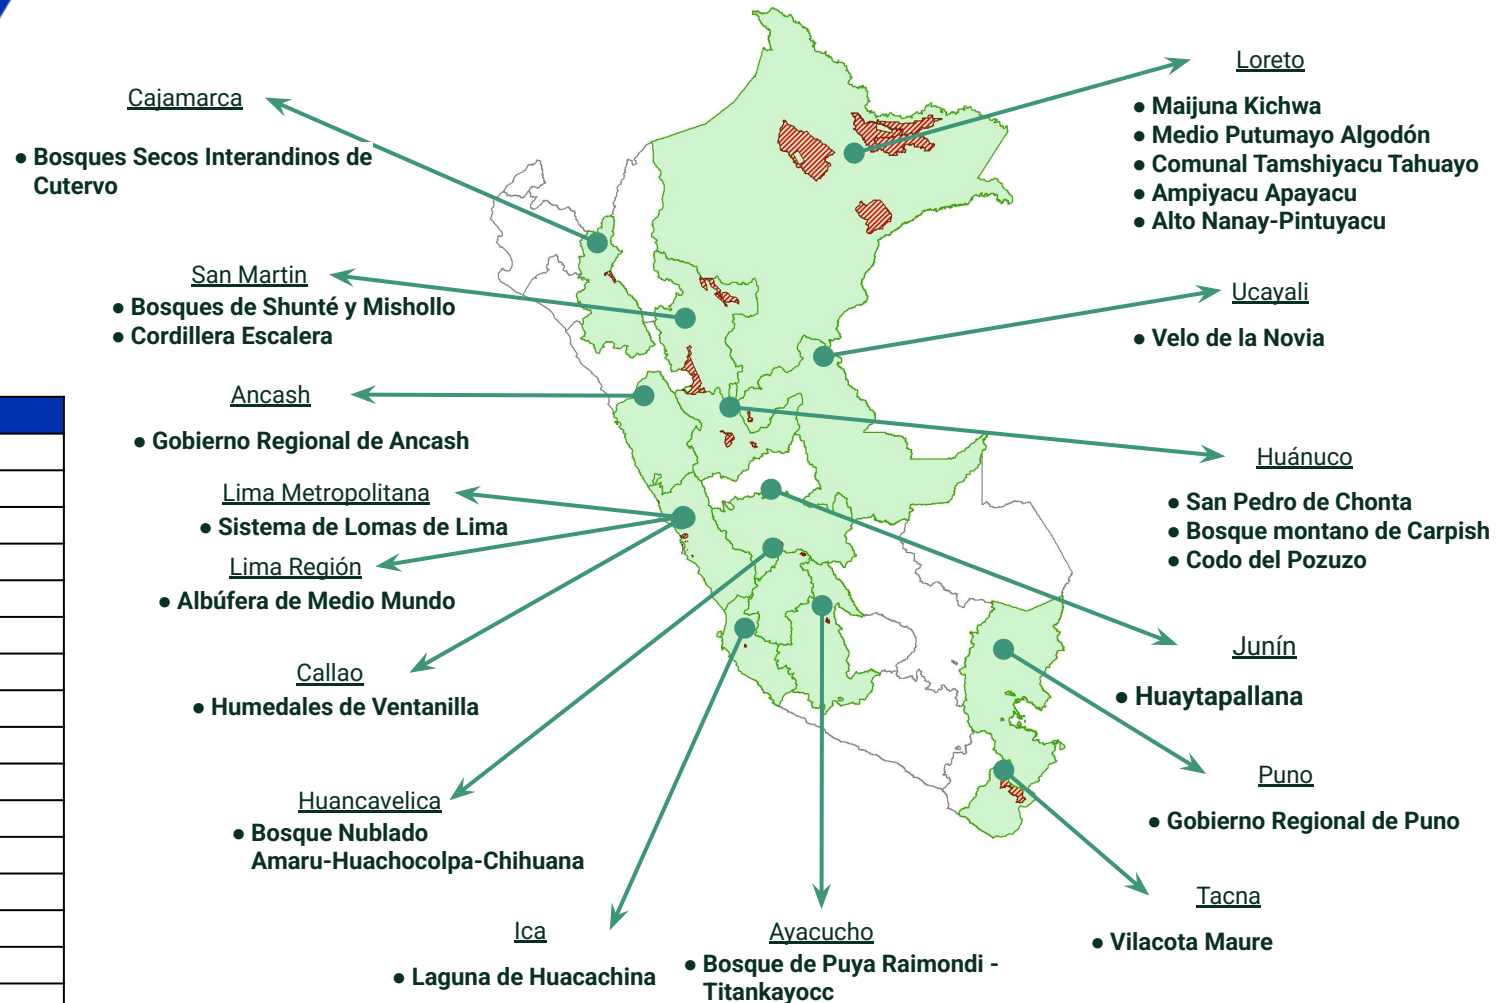 Cajamarca
● Bosques Secos Interandinos de
Cutervo
San Martin
● Bosques de Shunté y Mishollo
● Cordillera Escalera
Ancash
● Gobierno Regional de Ancash
Lima Metropolitana
● Sistema de Lomas de Lima
Lima Región
● Albúfera de Medio Mundo
Callao
● Humedales de Ventanilla
Huancavelica
● Bosque Nublado
Amaru-Huachocolpa-Chihuana
Ica
● Laguna de Huacachina
Ayacucho
● Bosque de Puya Raimondi -
Titankayocc
Loreto
● Maijuna Kichwa
● Medio Putumayo Algodón
● Comunal Tamshiyacu Tahuayo
● Ampiyacu Apayacu
● Alto Nanay-Pintuyacu
Ucayali
● Velo de la Novia
Huánuco
● San Pedro de Chonta
● Bosque montano de Carpish
● Codo del Pozuzo
Junín
● Huaytapallana
Puno
● Gobierno Regional de Puno
Tacna
● Vilacota Maure